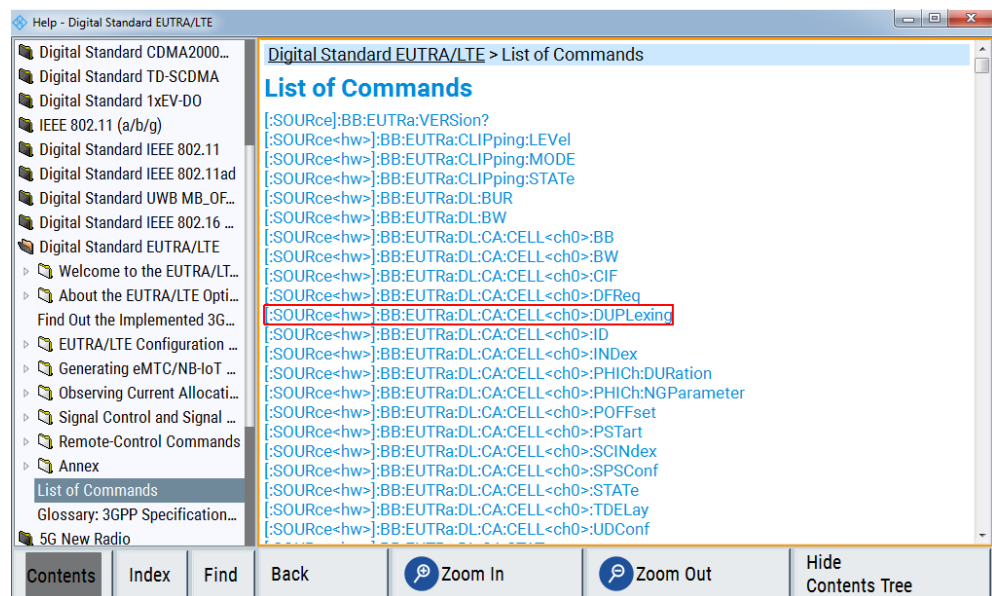 Help - Digital Standard EUTRA/LTE
Digital Standard CDMA2000...
Digital Standard TD-SCDMA
Digital Standard 1xEV-DO
IEEE 802.11 (a/b/g)
Digital Standard IEEE 802.11
Digital Standard IEEE 802.11ad
Digital Standard UWB MB_OF...
Digital Standard IEEE 802.16 ...
Digital Standard EUTRA/LTE
Welcome to the EUTRA/LT...
About the EUTRA/LTE Opti...
Find Out the Implemented 3G...
EUTRA/LTE Configuration ...
Generating eMTC/NB-IoT ...
Observing Current Allocati...
Signal Control and Signal ...
Remote-Control Commands
Annex
List of Commands
Glossary: 3GPP Specification...
5G New Radio
Digital Standard EUTRA/LTE > List of Commands
List of Commands
[:SOURce]:BB:EUTRa:VERSion?
[:SOURce<hw>]:BB:EUTRa:CLIPping:LEVel
[:SOURce<hw>]:BB:EUTRa:CLIPping:MODE
[:SOURce<hw>]:BB:EUTRa:CLIPping:STATe
[:SOURce<hw>]:BB:EUTRa:DL:BUR
[:SOURce<hw>]:BB:EUTRa:DL:BW
[:SOURce<hw>]:BB:EUTRa:DL:CA:CELL<ch0>:BB
[:SOURce<hw>]:BB:EUTRa:DL:CA:CELL<ch0>:BW
[:SOURce<hw>]:BB:EUTRa:DL:CA:CELL<ch0>:CIF
[:SOURce<hw>]:BB:EUTRa:DL:CA:CELL<ch0>:DFReq
[:SOURce<hw>]:BB:EUTRa:DL:CA:CELL<ch0>:DUPLexing
[:SOURce<hw>]:BB:EUTRa:DL:CA:CELL<ch0>:ID
[:SOURce<hw>]:BB:EUTRa:DL:CA:CELL<ch0>:INDex
[:SOURce<hw>]:BB:EUTRa:DL:CA:CELL<ch0>:PHICh:DURation
[:SOURce<hw>]:BB:EUTRa:DL:CA:CELL<ch0>:PHICh:NGParameter
[:SOURce<hw>]:BB:EUTRa:DL:CA:CELL<ch0>:POFFset
[:SOURce<hw>]:BB:EUTRa:DL:CA:CELL<ch0>:PSTart
[:SOURce<hw>]:BB:EUTRa:DL:CA:CELL<ch0>:SCINdex
[:SOURce<hw>]:BB:EUTRa:DL:CA:CELL<ch0>:SPSConf
[:SOURce<hw>]:BB:EUTRa:DL:CA:CELL<ch0>:STATe
[:SOURce<hw>]:BB:EUTRa:DL:CA:CELL<ch0>:TDELay
[:SOURce<hw>]:BB:EUTRa:DL:CA:CELL<ch0>:UDConf
Contents
Index
Find
Back
Zoom In
Zoom Out
Hide
Contents Tree